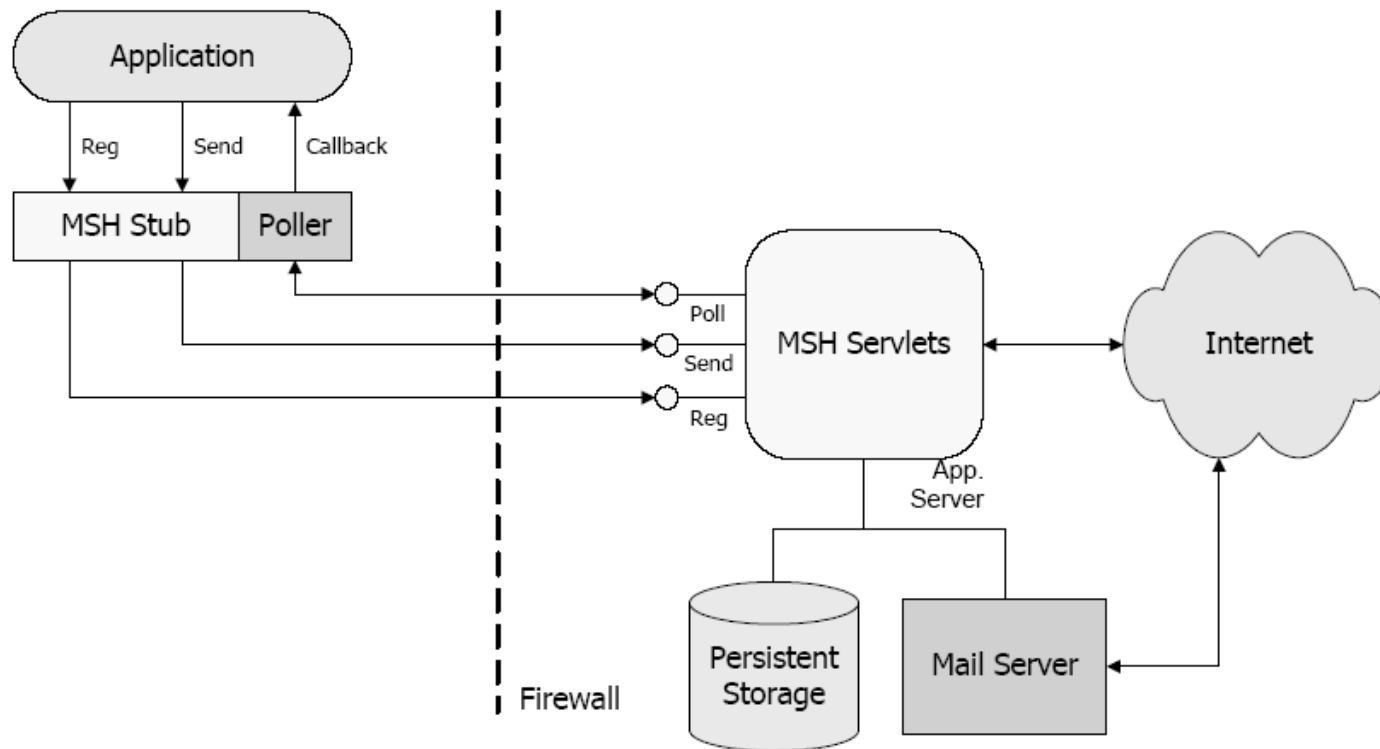 Application
Reg
Send
Callback
MSH Stub
Poller
Poll
Send
Reg
MSH Servlets
Internet
App.
Server
Persistent
Storage
Mail Server
Firewall